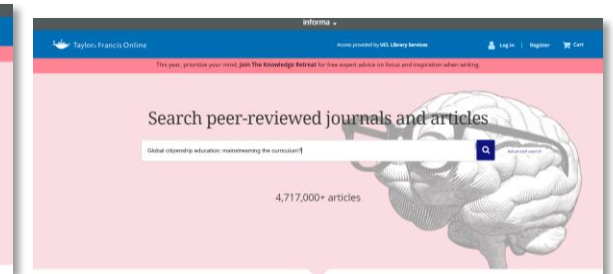 informa
Taylor & Francis Online
Access provided by UCL Library Services
Log in | Register
Cart
This year, prioritize your mind. Join The Knowledge Retreat for free expert advice on focus and inspiration when writing.
Search peer-reviewed journals and articles
Global citizenship education: mainstreaming the curriculum?
Advanced search
4,717,000+ articles